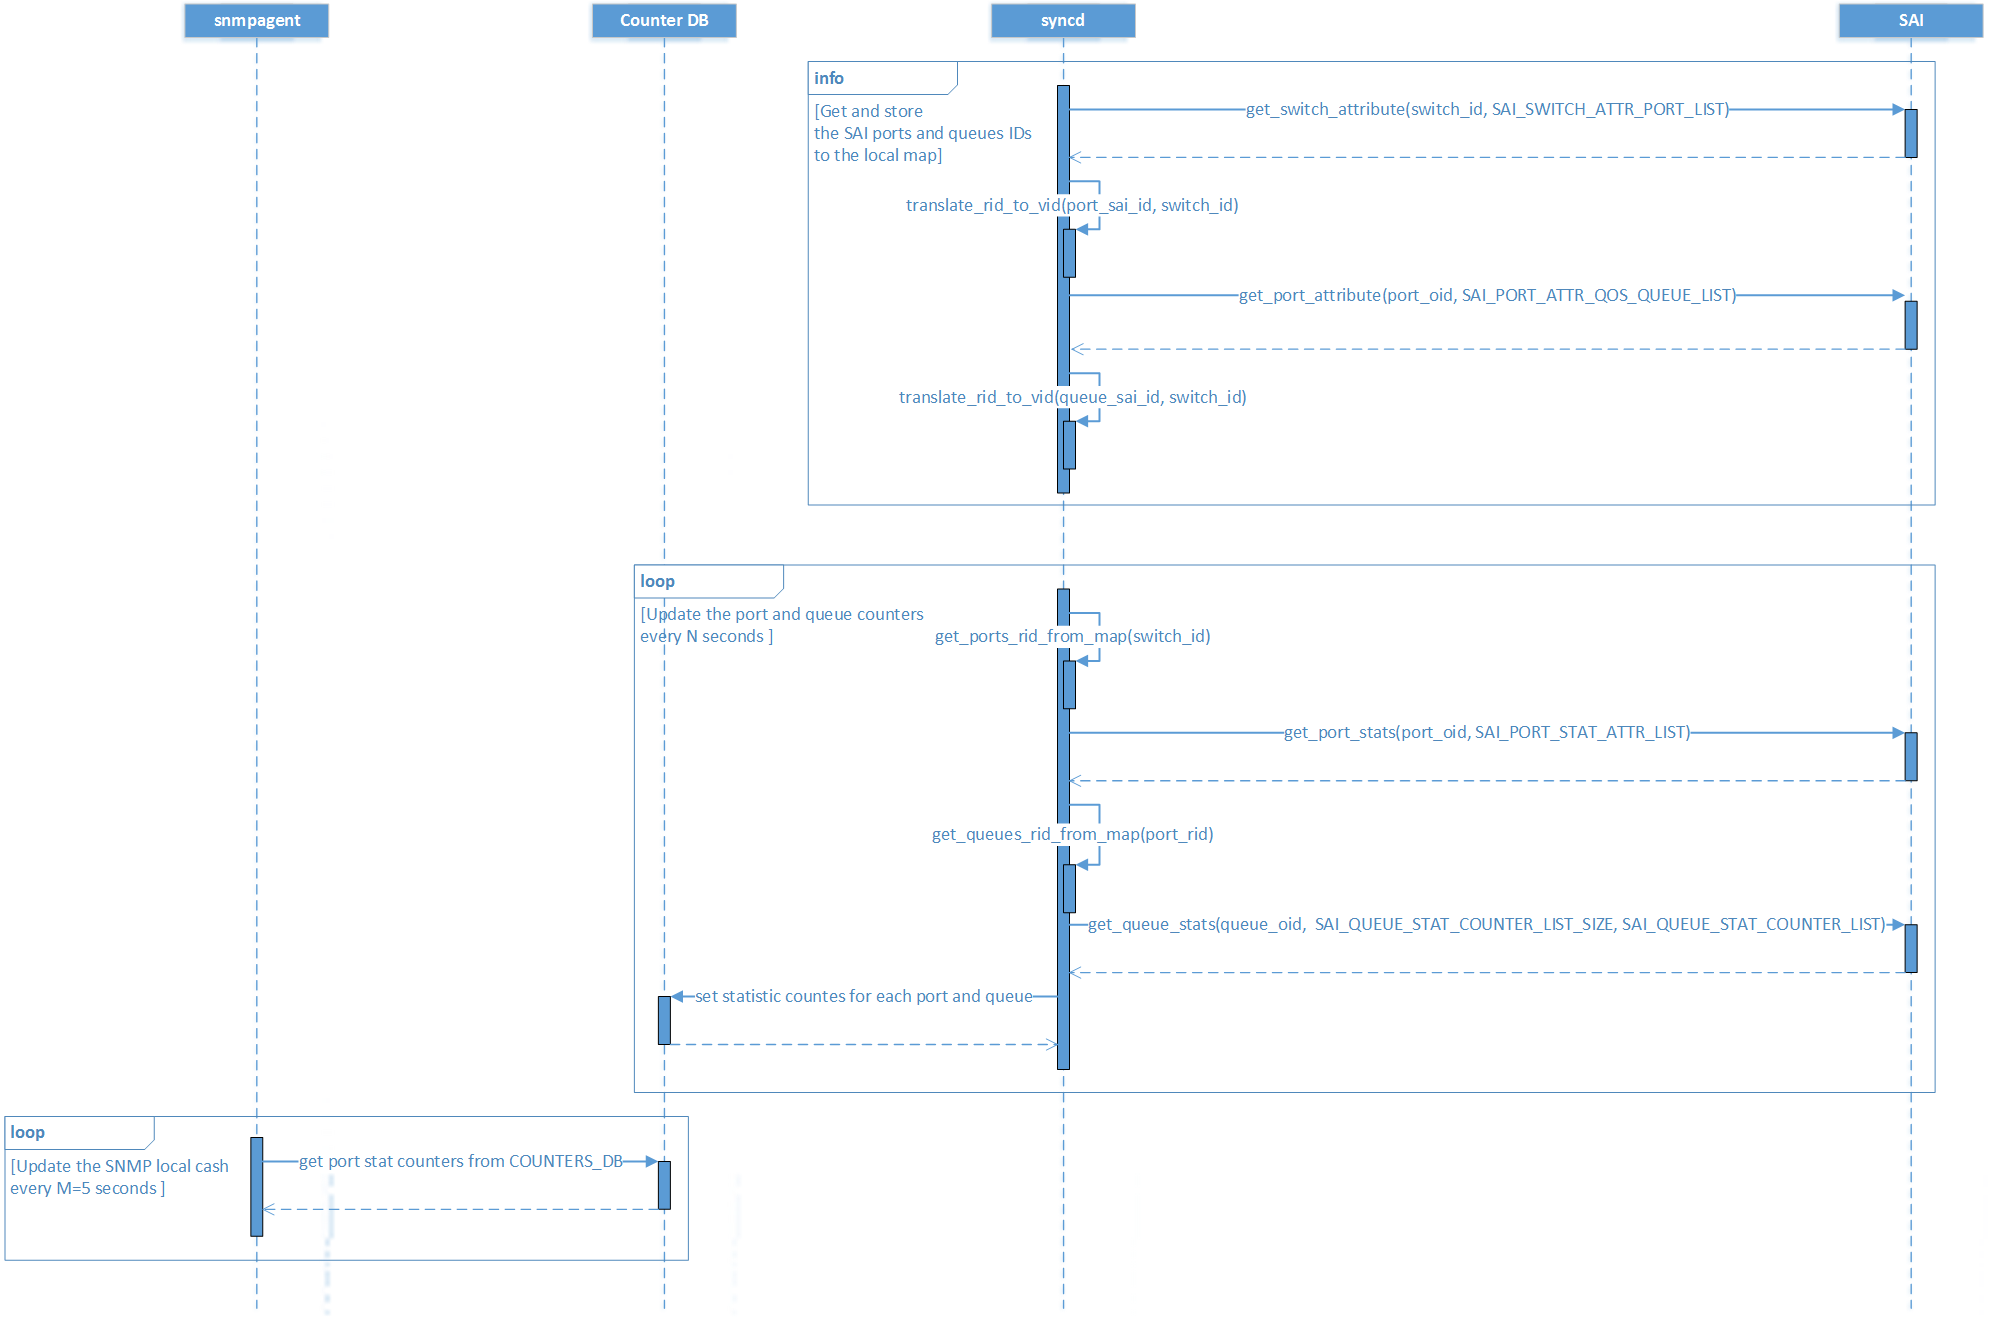 snmpagent
Counter DB
syncd
SAI
info
[Get and store
the SAI ports and queues IDs
to the local map]
get_switch_attribute(switch_id, SAI_SWITCH_ATTR_PORT_LIST)
translate_rid_to_vid(port_sai_id, switch_id)
get_port_attribute(port_oid, SAI_PORT_ATTR_QOS_QUEUE_LIST)
translate_rid_to_vid(queue_sai_id, switch_id)
loop
[Update the port and queue counters
every N seconds ]
get_ports_rid_from_map(switch_id)
get_port_stats(port_oid, SAI_PORT_STAT_ATTR_LIST)
get_queues_rid_from_map(port_rid)
get_queue_stats(queue_oid,  SAI_QUEUE_STAT_COUNTER_LIST_SIZE, SAI_QUEUE_STAT_COUNTER_LIST)
set statistic countes for each port and queue
loop
[Update the SNMP local cash
every M=5 seconds ]
get port stat counters from COUNTERS_DB